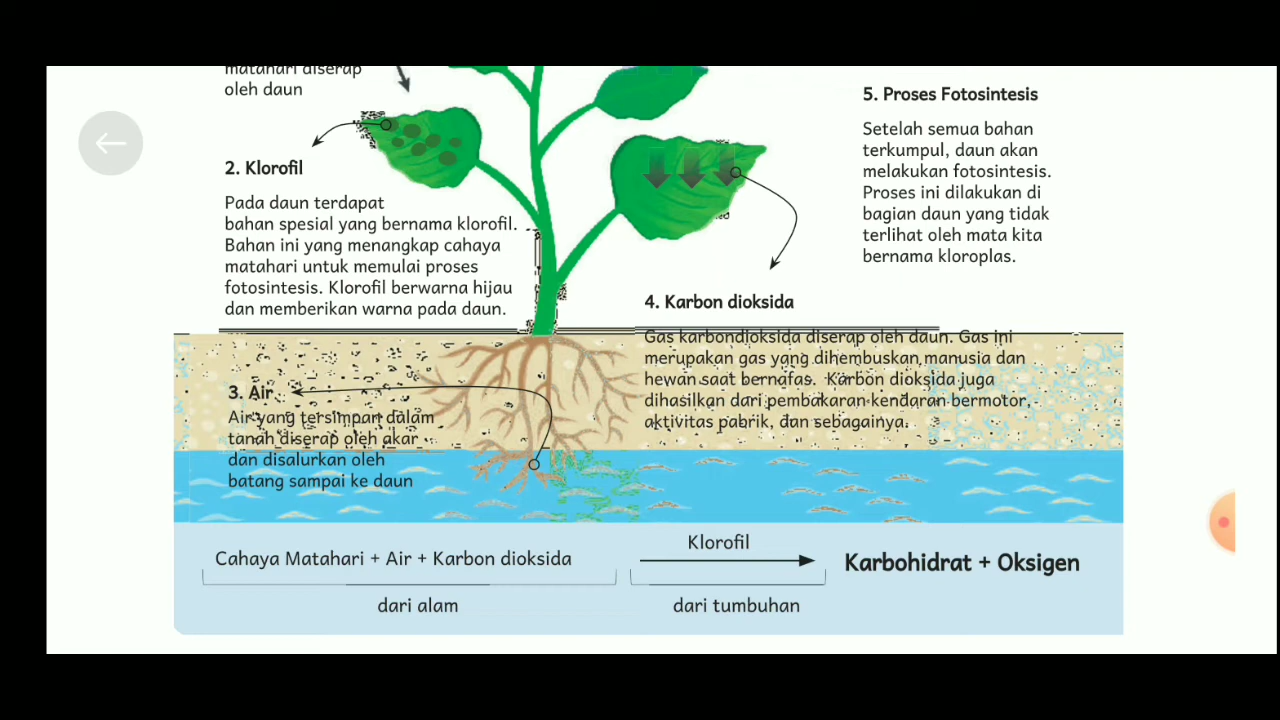 matahari diserap
oleh daun
2. Klorofil
Pada daun terdapat
bahan spesial yang bernama klorofil.
Bahan ini yang menangkap cahaya
matahari untuk memulai proses
fotosintesis. Klorofil berwarna hijau
dan memberikan warna pada daun.
3. Air
Air yang tersimpan dalam
tanah diserap oleh akar
dan disalurkan oleh
batang sampai ke daun
4. Karbon dioksida
Gas karbondioksida diserap oleh daun. Gas ini
merupakan gas yang dihembuskan manusia dan
hewan saat bernafas. Karbon dioksida juga
dihasilkan dari pembakaran kendaran bermotor,
aktivitas pabrik, dan sebagainya.
5. Proses Fotosintesis
Setelah semua bahan
terkumpul, daun akan
melakukan fotosintesis.
Proses ini dilakukan di
bagian daun yang tidak
terlihat oleh mata kita
bernama kloroplas.
Cahaya Matahari + Air + Karbon dioksida
dari alam
Klorofil
dari tumbuhan
Karbohidrat + Oksigen